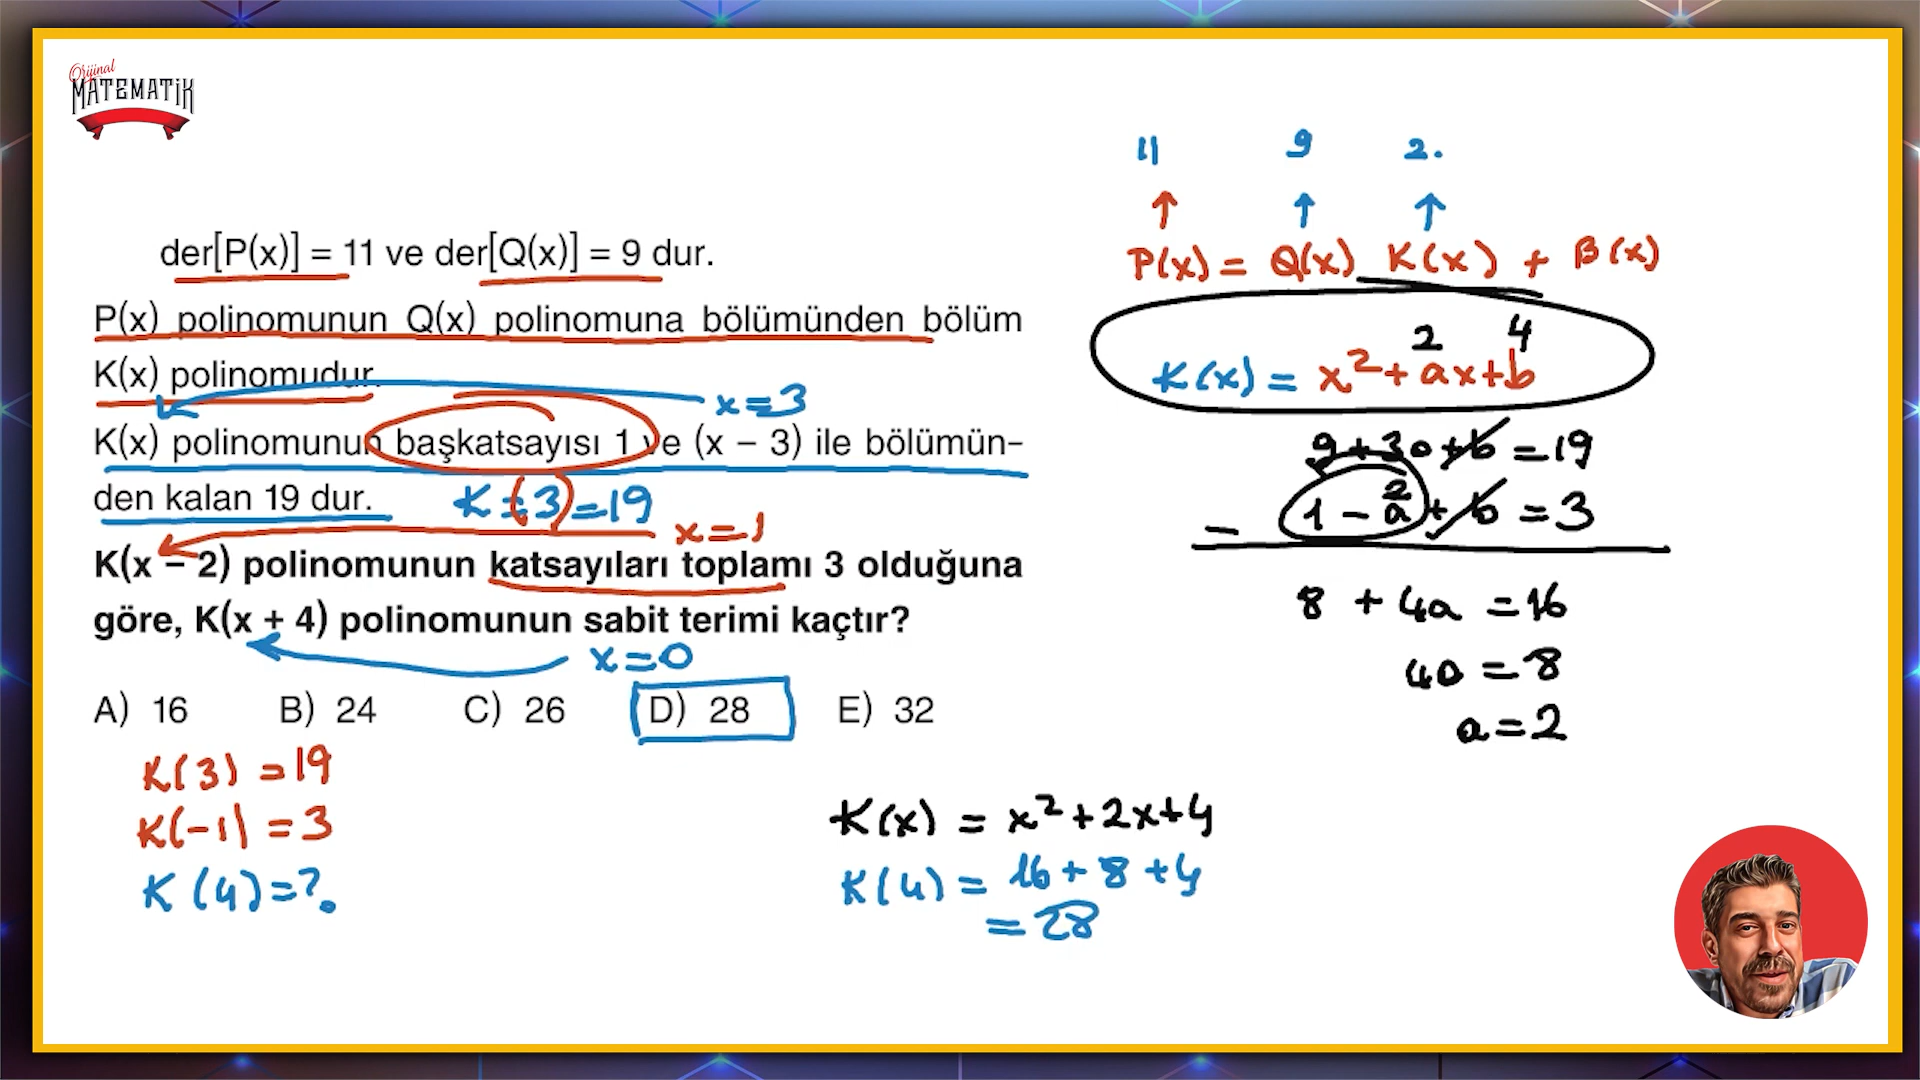 Orijinal
MATEMATİK
der[P(x)] = 11 ve der[Q(x)] = 9 dur.
P(x) polinomunun Q(x) polinomuna bölümünden bölüm
K(x) polinomudur.
x=3
K(x) polinomunun başkatsayısı 1 ve (x – 3) ile bölümün-
den kalan 19 dur.
K(3)=19
x=1
K(x – 2) polinomunun katsayıları toplamı 3 olduğuna
göre, K(x + 4) polinomunun sabit terimi kaçtır?
x=0
A) 16 B) 24 C) 26 D) 28 E) 32
K(3) =19
K(-1) =3
K(4)=?
11 9 2.
P(x) = Q(x) K(x) + B(x)
2 4
K(x) = x²+ax+b
9+3a+b=19
2
– 1-a+b=3
8 + 4a =16
4a =8
a=2
K(x) = x²+2x+4
K(4) = 16+8+4
=28